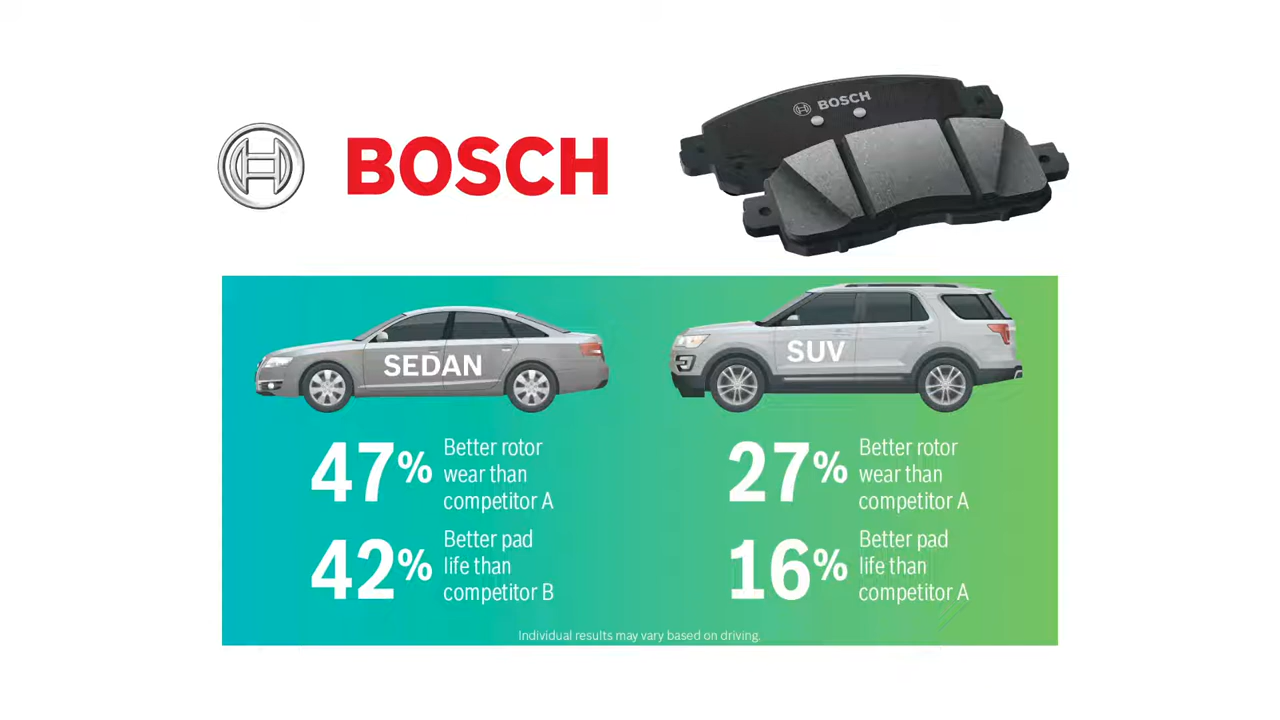 BOSCH
BOSCH
SEDAN
SUV
47% Better rotor
wear than
competitor A
42% Better pad
life than
competitor B
27% Better rotor
wear than
competitor A
16% Better pad
life than
competitor A
Individual results may vary based on driving.